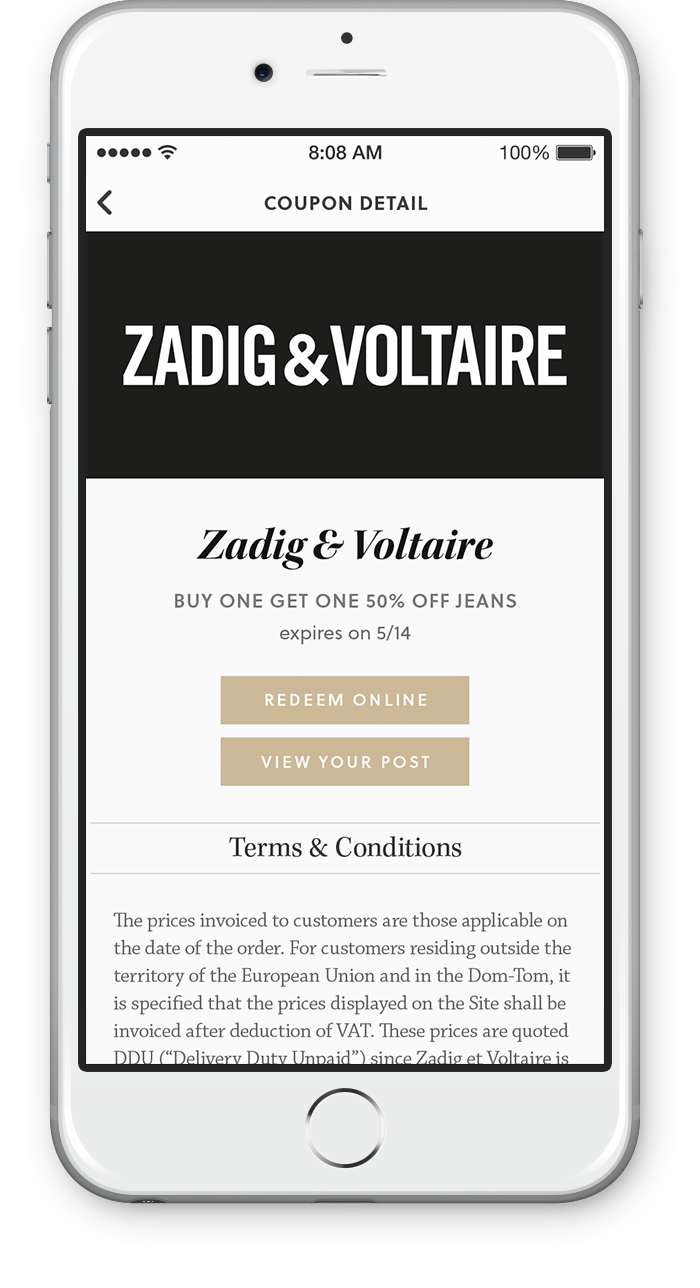 8:08 AM 100%
COUPON DETAIL
ZADIG &VOLTAIRE
Zadig & Voltaire
BUY ONE GET ONE 50% OFF JEANS
expires on 5/14
REDEEM ONLINE
VIEW YOUR POST
Terms & Conditions
The prices invoiced to customers are those applicable on
the date of the order. For customers residing outside the
territory of the European Union and in the Dom-Tom, it
is specified that the prices displayed on the Site shall be
invoiced after deduction of VAT. These prices are quoted
DDU (“Delivery Duty Unpaid”) since Zadig et Voltaire is